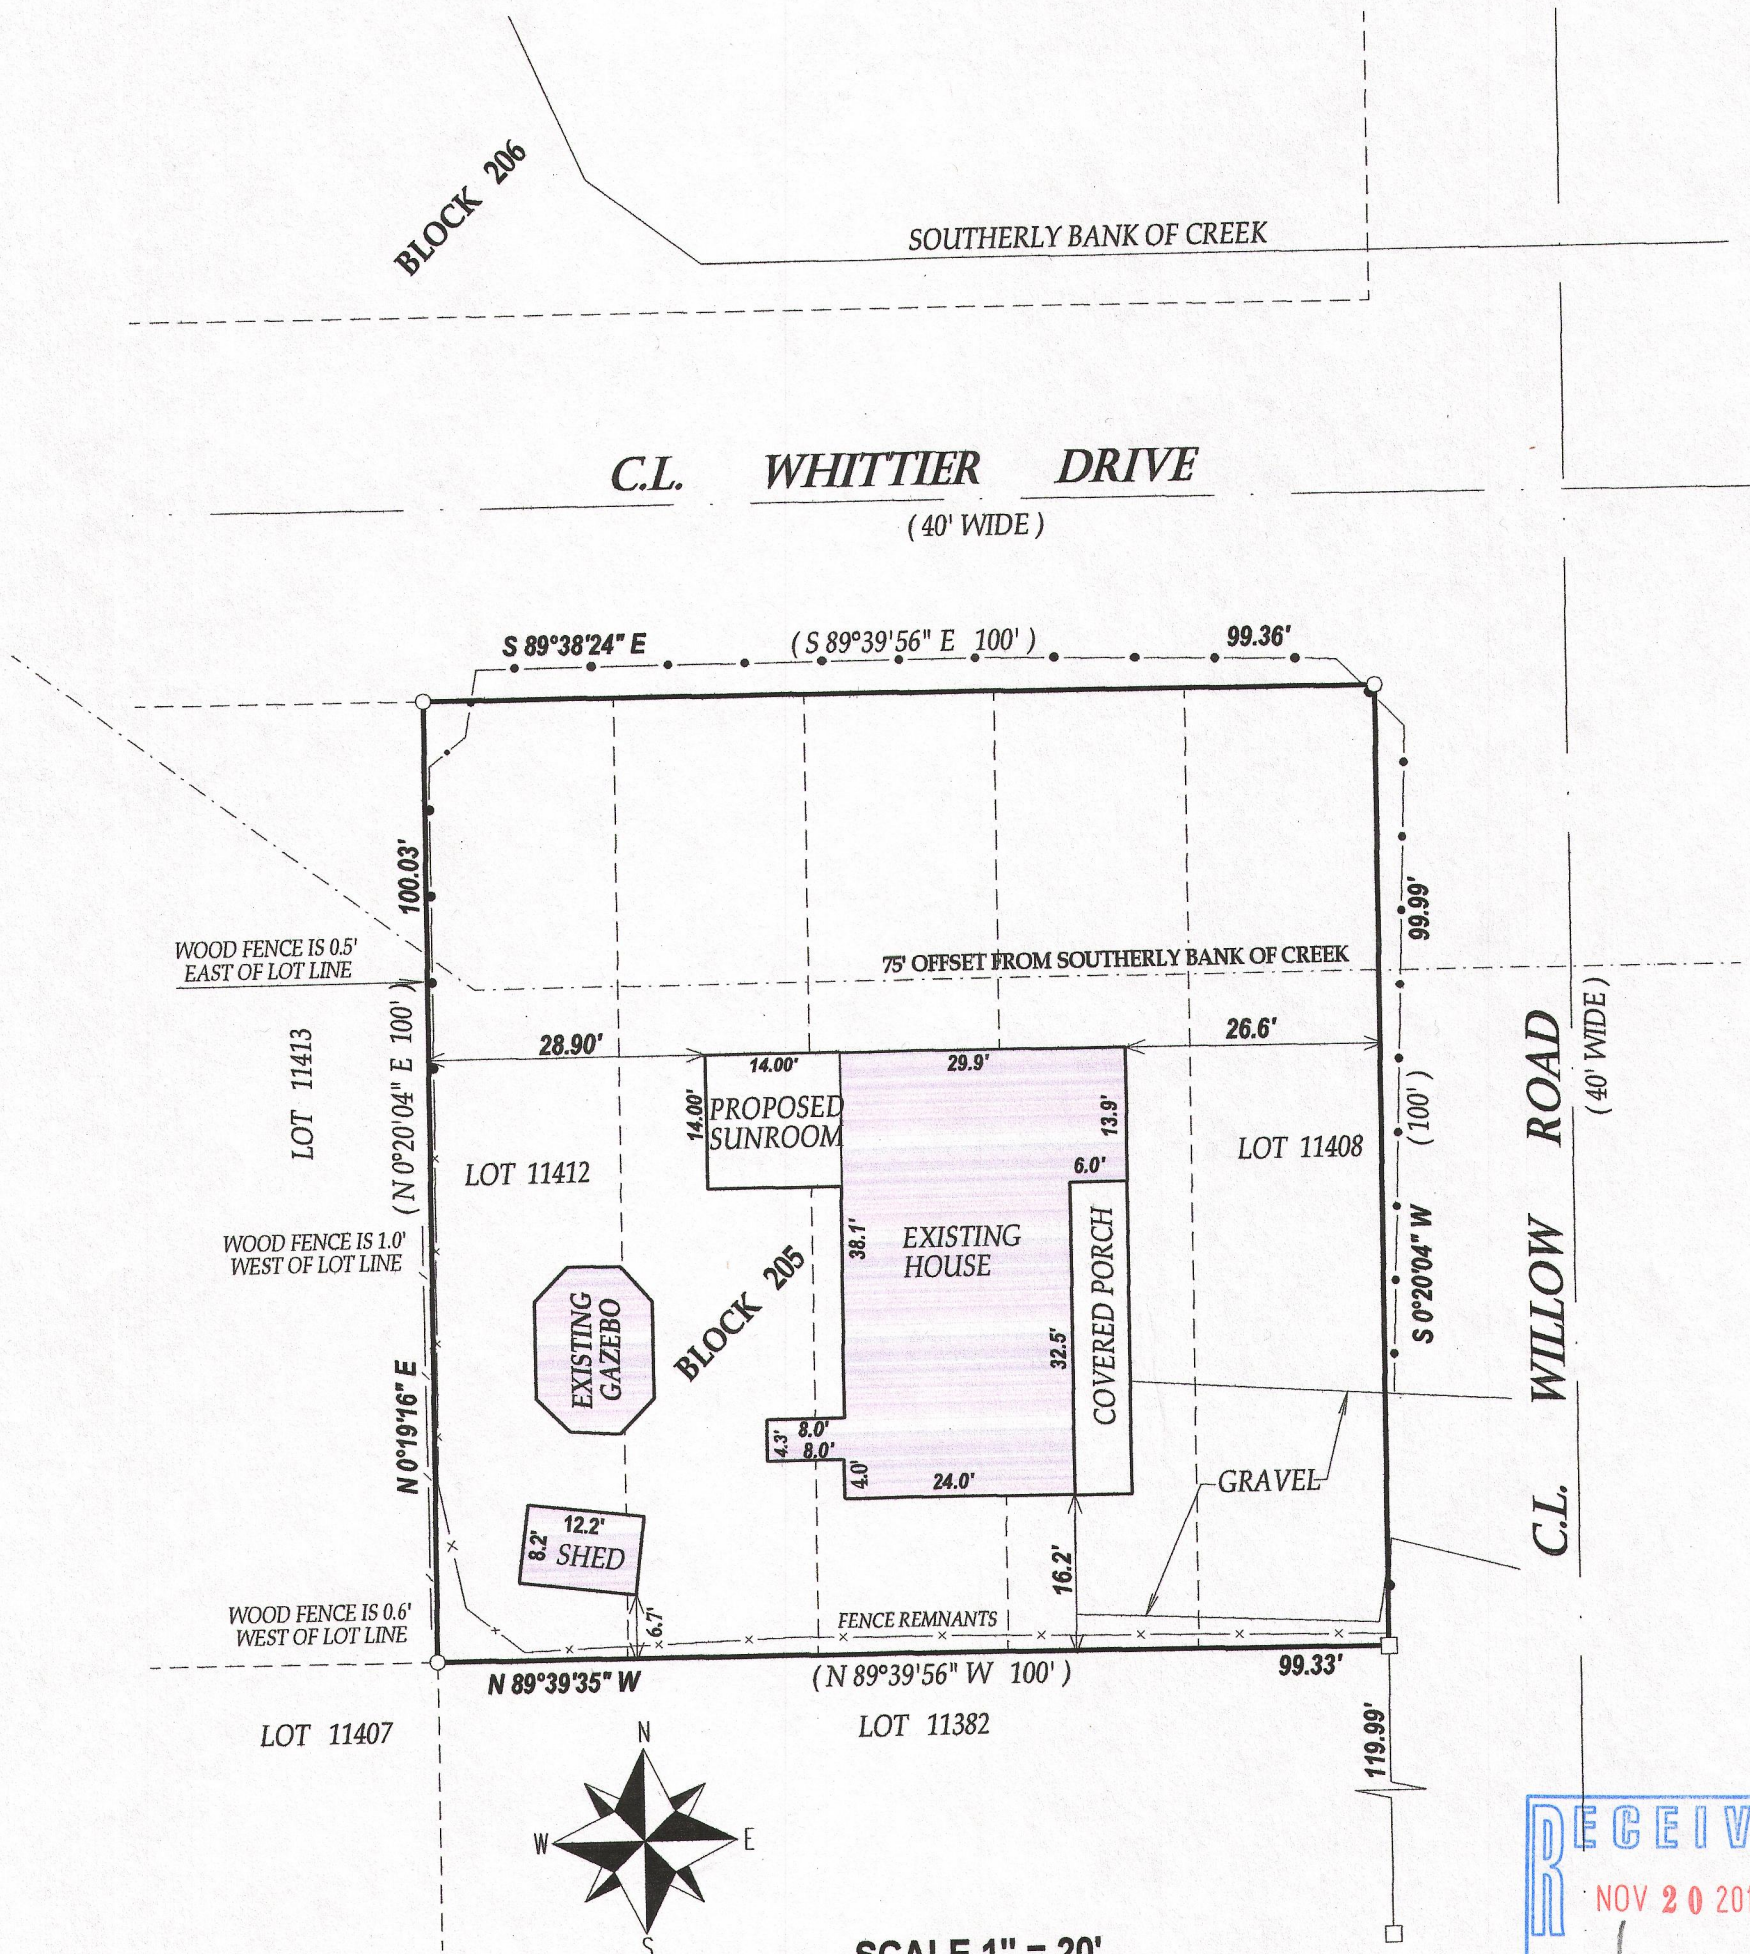 BLOCK 206
SOUTHERLY BANK OF CREEK
C.L. WHITTIER DRIVE
( 40' WIDE )
S 89°38'24" E
( S 89°39'56" E 100' )
99.36'
100.03'
99.99'
WOOD FENCE IS 0.5'
EAST OF LOT LINE
75' OFFSET FROM SOUTHERLY BANK OF CREEK
LOT 11413
( N 0°20'04" E 100' )
28.90'
26.6'
14.00'
29.9'
14.00'
PROPOSED
SUNROOM
13.9'
6.0'
LOT 11412
LOT 11408
( 100' )
C.L. WILLOW ROAD
( 40' WIDE )
WOOD FENCE IS 1.0'
WEST OF LOT LINE
38.1'
EXISTING
HOUSE
COVERED PORCH
32.5'
S 0°20'04" W
BLOCK 205
EXISTING
GAZEBO
N 0°19'16" E
8.0'
4.3'
8.0'
4.0'
24.0'
GRAVEL
12.2'
8.2'
SHED
16.2'
6.7'
WOOD FENCE IS 0.6'
WEST OF LOT LINE
FENCE REMNANTS
N 89°39'35" W
( N 89°39'56" W 100' )
99.33'
LOT 11407
LOT 11382
119.99'
N
W
E
S
RECEIV
NOV 20 201
SCALE 1" = 20'